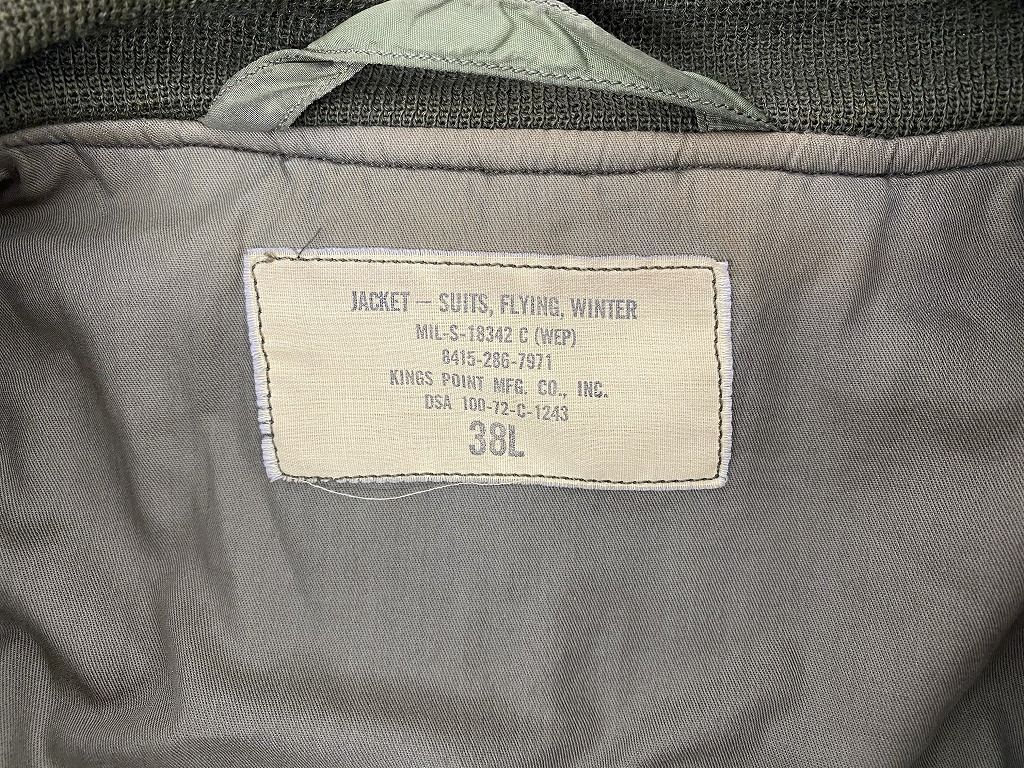 JACKET — SUITS, FLYING, WINTER
MIL-S-18342 C (WEP)
8415-286-7971
KINGS POINT MFG. CO., INC.
DSA 100-72-C-1243
38L